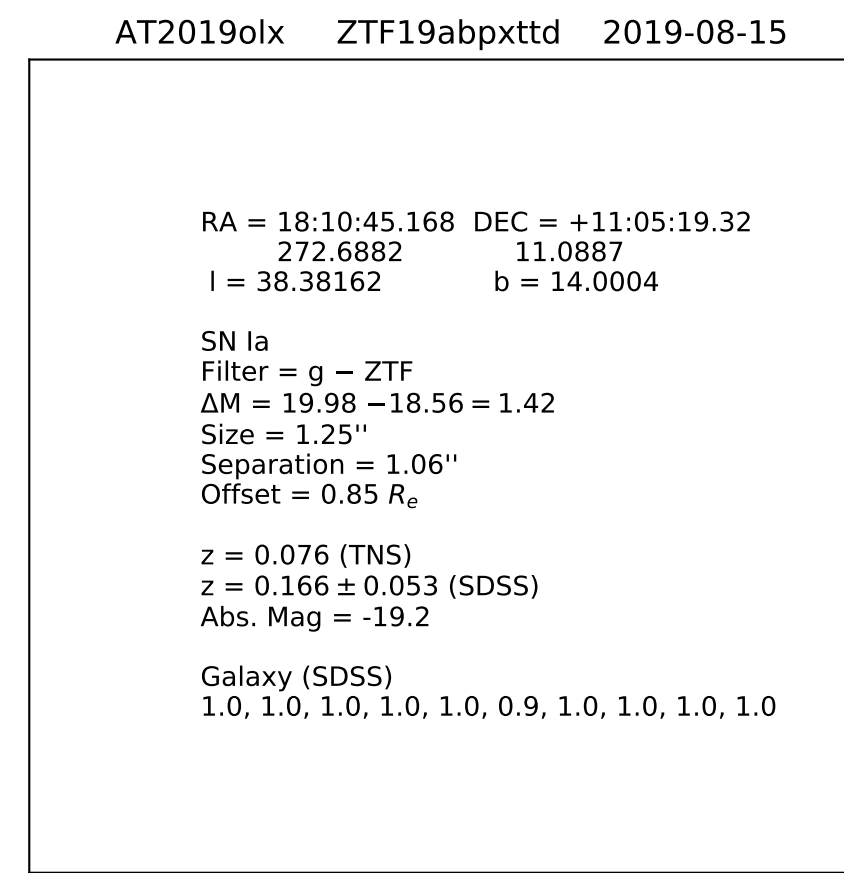 AT2019olx ZTF19abpxttd 2019-08-15
RA = 18:10:45.168 DEC = +11:05:19.32
272.6882 11.0887
l = 38.38162 b = 14.0004
SN Ia
Filter = g − ZTF
ΔM = 19.98 −18.56 = 1.42
Size = 1.25''
Separation = 1.06''
Offset = 0.85 Rₑ
z = 0.076 (TNS)
z = 0.166 ± 0.053 (SDSS)
Abs. Mag = -19.2
Galaxy (SDSS)
1.0, 1.0, 1.0, 1.0, 1.0, 0.9, 1.0, 1.0, 1.0, 1.0